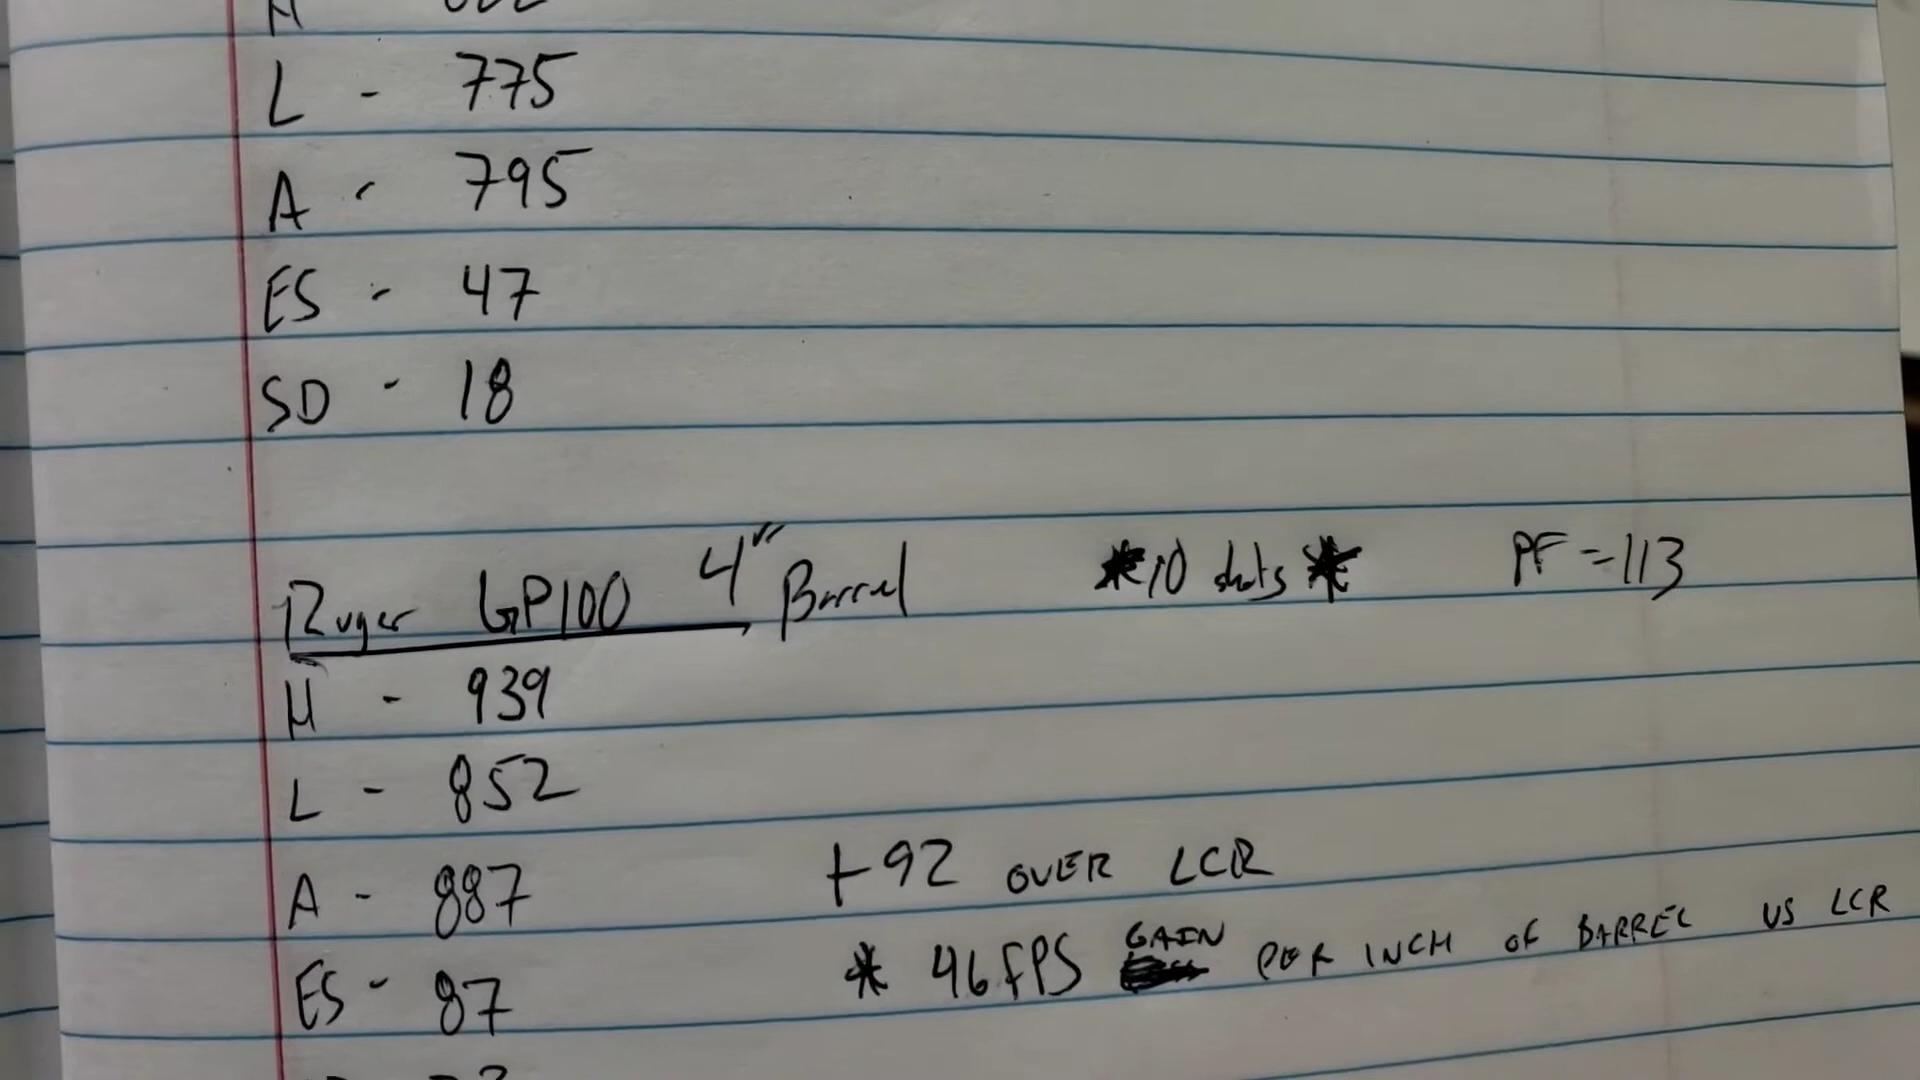 L - 775
A - 795
ES - 47
SD - 18
Ruger GP100 4" Barrel *10 shots* PF = 113
H - 939
L - 852
A - 887 +92 OVER LCR
* 46 FPS GAIN PER INCH OF BARREL VS LCR
ES - 87